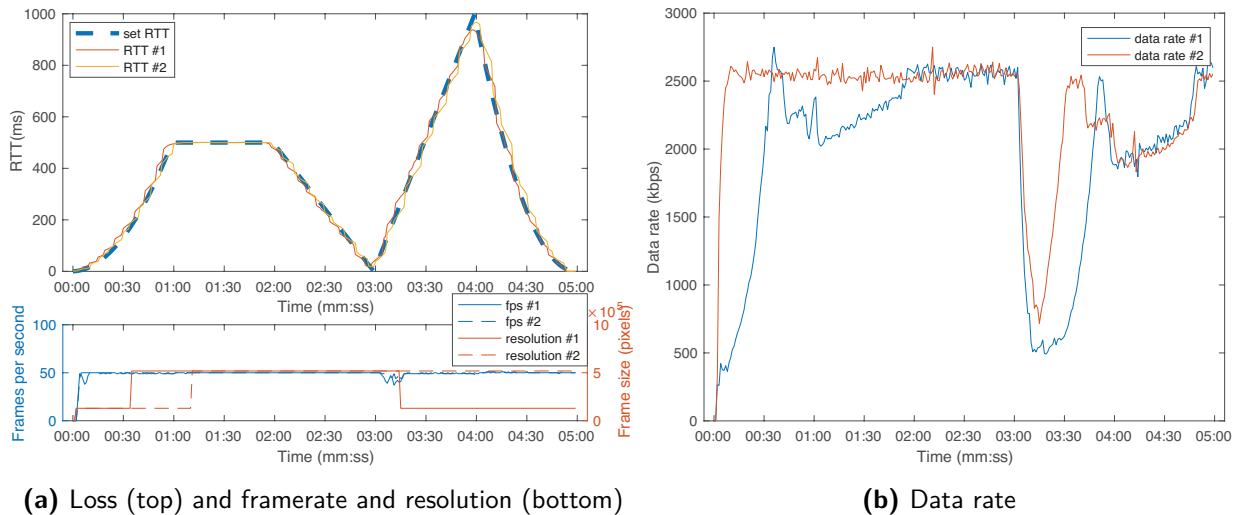 1000
800
600
400
200
0
RTT(ms)
set RTT
RTT #1
RTT #2
00:00 00:30 01:00 01:30 02:00 02:30 03:00 03:30 04:00 04:30 05:00
Time (mm:ss)
100
50
0
Frames per second
fps #1
fps #2
resolution #1
resolution #2
10
5
0
Frame size (pixels)
00:00 00:30 01:00 01:30 02:00 02:30 03:00 03:30 04:00 04:30 05:00
Time (mm:ss)
(a) Loss (top) and framerate and resolution (bottom)
3000
2500
2000
1500
1000
500
0
Data rate (kbps)
data rate #1
data rate #2
00:00 00:30 01:00 01:30 02:00 02:30 03:00 03:30 04:00 04:30 05:00
Time (mm:ss)
(b) Data rate